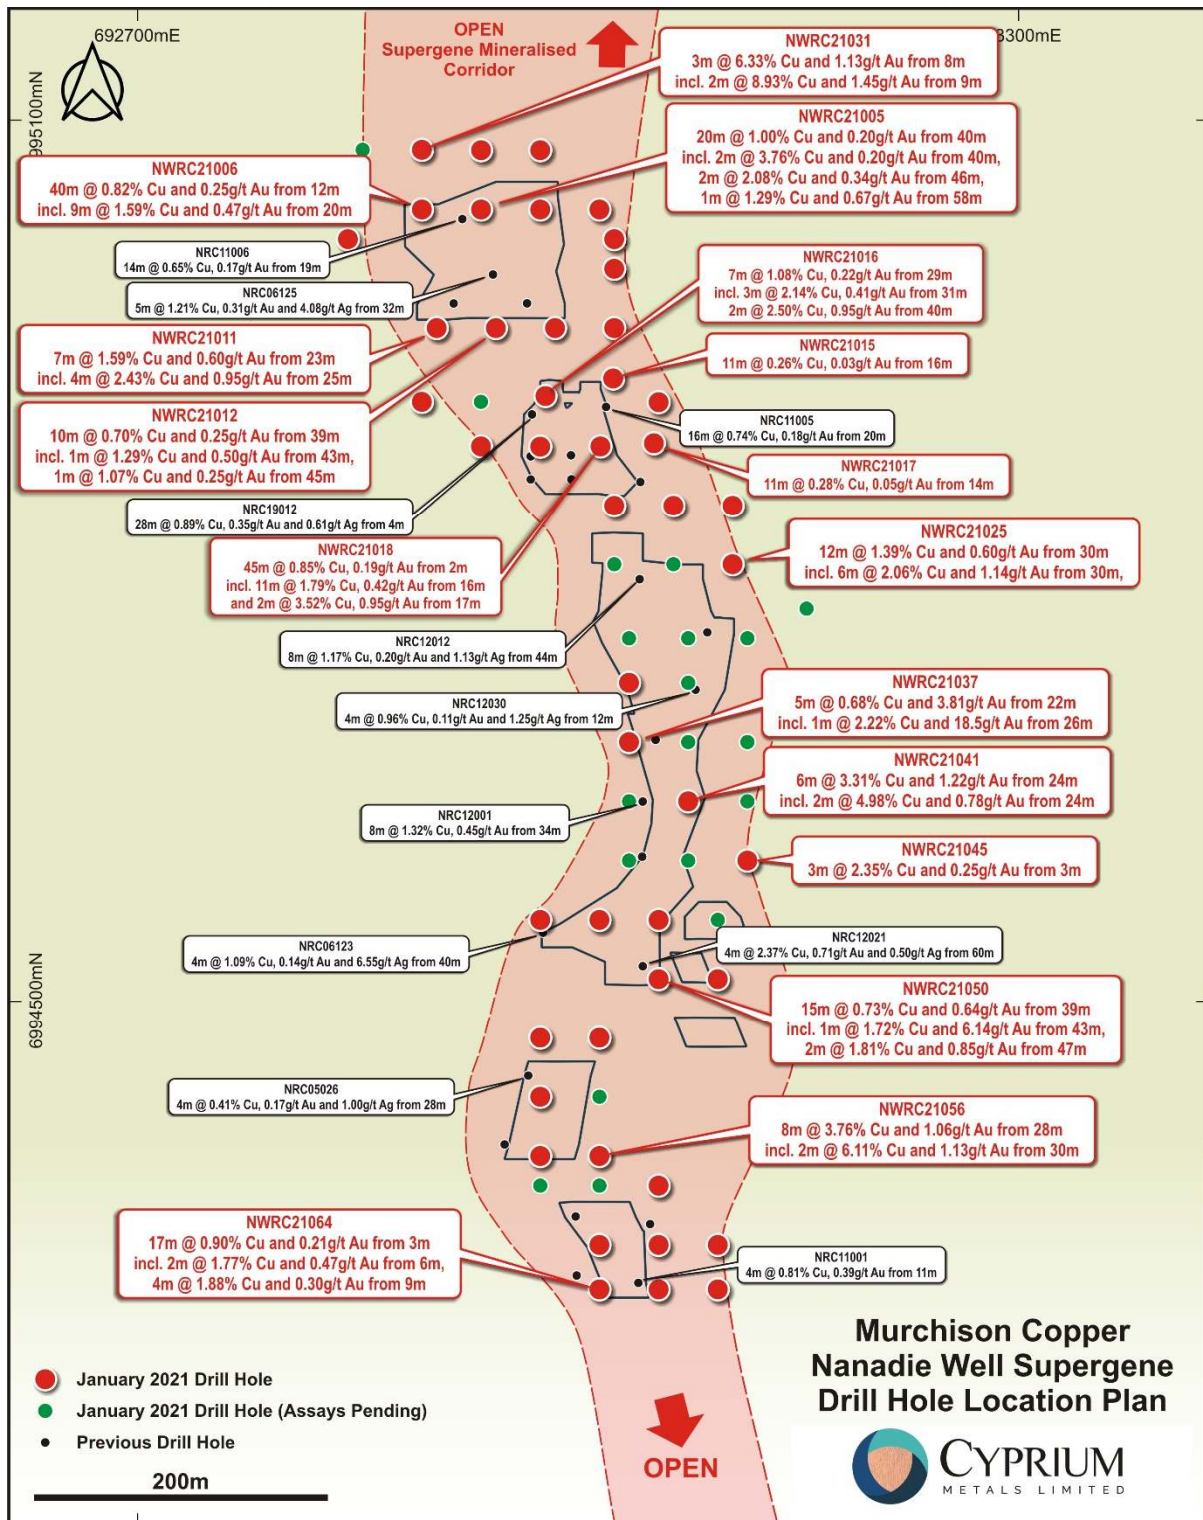 692700mE
3300mE
995100mN
6994500mN
OPEN
Supergene Mineralised
Corridor
NWRC21031
3m @ 6.33% Cu and 1.13g/t Au from 8m
incl. 2m @ 8.93% Cu and 1.45g/t Au from 9m
NWRC21005
20m @ 1.00% Cu and 0.20g/t Au from 40m
incl. 2m @ 3.76% Cu and 0.20g/t Au from 40m,
2m @ 2.08% Cu and 0.34g/t Au from 46m,
1m @ 1.29% Cu and 0.67g/t Au from 58m
NWRC21006
40m @ 0.82% Cu and 0.25g/t Au from 12m
incl. 9m @ 1.59% Cu and 0.47g/t Au from 20m
NRC11006
14m @ 0.65% Cu, 0.17g/t Au from 19m
NRC06125
5m @ 1.21% Cu, 0.31g/t Au and 4.08g/t Ag from 32m
NWRC21016
7m @ 1.08% Cu, 0.22g/t Au from 29m
incl. 3m @ 2.14% Cu, 0.41g/t Au from 31m
2m @ 2.50% Cu, 0.95g/t Au from 40m
NWRC21011
7m @ 1.59% Cu and 0.60g/t Au from 23m
incl. 4m @ 2.43% Cu and 0.95g/t Au from 25m
NWRC21015
11m @ 0.26% Cu, 0.03g/t Au from 16m
NWRC21012
10m @ 0.70% Cu and 0.25g/t Au from 39m
incl. 1m @ 1.29% Cu and 0.50g/t Au from 43m,
1m @ 1.07% Cu and 0.25g/t Au from 45m
NRC11005
16m @ 0.74% Cu, 0.18g/t Au from 20m
NWRC21017
11m @ 0.28% Cu, 0.05g/t Au from 14m
NRC19012
28m @ 0.89% Cu, 0.35g/t Au and 0.61g/t Ag from 4m
NWRC21018
45m @ 0.85% Cu, 0.19g/t Au from 2m
incl. 11m @ 1.79% Cu, 0.42g/t Au from 16m
and 2m @ 3.52% Cu, 0.95g/t Au from 17m
NWRC21025
12m @ 1.39% Cu and 0.60g/t Au from 30m
incl. 6m @ 2.06% Cu and 1.14g/t Au from 30m,
NRC12012
8m @ 1.17% Cu, 0.20g/t Au and 1.13g/t Ag from 44m
NRC12030
4m @ 0.96% Cu, 0.11g/t Au and 1.25g/t Ag from 12m
NWRC21037
5m @ 0.68% Cu and 3.81g/t Au from 22m
incl. 1m @ 2.22% Cu and 18.5g/t Au from 26m
NWRC21041
6m @ 3.31% Cu and 1.22g/t Au from 24m
incl. 2m @ 4.98% Cu and 0.78g/t Au from 24m
NRC12001
8m @ 1.32% Cu, 0.45g/t Au from 34m
NWRC21045
3m @ 2.35% Cu and 0.25g/t Au from 3m
NRC06123
4m @ 1.09% Cu, 0.14g/t Au and 6.55g/t Ag from 40m
NRC12021
4m @ 2.37% Cu, 0.71g/t Au and 0.50g/t Ag from 60m
NWRC21050
15m @ 0.73% Cu and 0.64g/t Au from 39m
incl. 1m @ 1.72% Cu and 6.14g/t Au from 43m,
2m @ 1.81% Cu and 0.85g/t Au from 47m
NRC05026
4m @ 0.41% Cu, 0.17g/t Au and 1.00g/t Ag from 28m
NWRC21056
8m @ 3.76% Cu and 1.06g/t Au from 28m
incl. 2m @ 6.11% Cu and 1.13g/t Au from 30m
NWRC21064
17m @ 0.90% Cu and 0.21g/t Au from 3m
incl. 2m @ 1.77% Cu and 0.47g/t Au from 6m,
4m @ 1.88% Cu and 0.30g/t Au from 9m
NRC11001
4m @ 0.81% Cu, 0.39g/t Au from 11m
January 2021 Drill Hole
January 2021 Drill Hole (Assays Pending)
Previous Drill Hole
200m
OPEN
Murchison Copper
Nanadie Well Supergene
Drill Hole Location Plan
CYPRIUM
METALS LIMITED